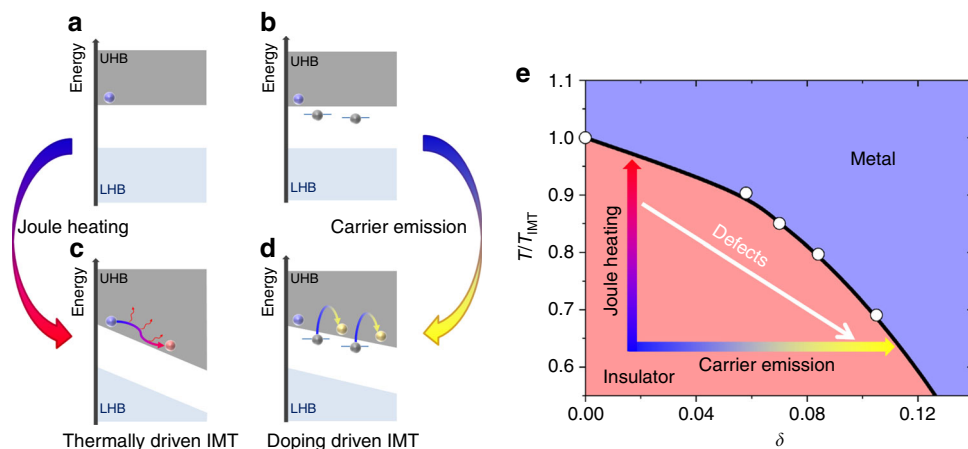 a
Energy
UHB
LHB
b
Energy
UHB
LHB
Joule heating
Carrier emission
c
Energy
UHB
LHB
Thermally driven IMT
d
Energy
UHB
LHB
Doping driven IMT
e
T/T_IMT
1.1
1.0
0.9
0.8
0.7
0.6
Metal
Joule heating
Defects
Carrier emission
Insulator
0.00 0.04 0.08 0.12
δ